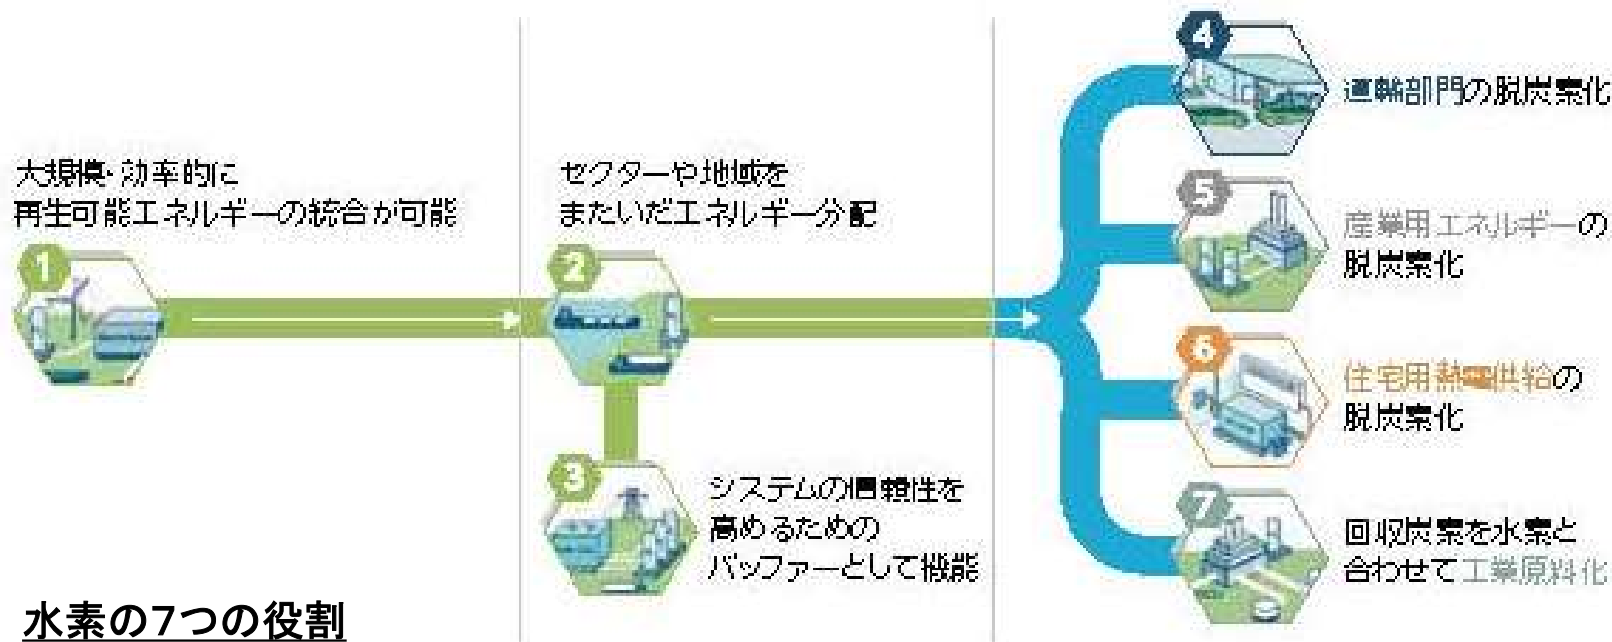 大規模・効率的に
再生可能エネルギーの統合が可能
1
セクターや地域を
またいだエネルギー分配
2
3
システムの信頼性を
高めるための
バッファーとして機能
4
運輸部門の脱炭素化
5
産業用エネルギーの
脱炭素化
6
住宅用熱電供給の
脱炭素化
7
回収炭素を水素と
合わせて工業原料化
水素の7つの役割